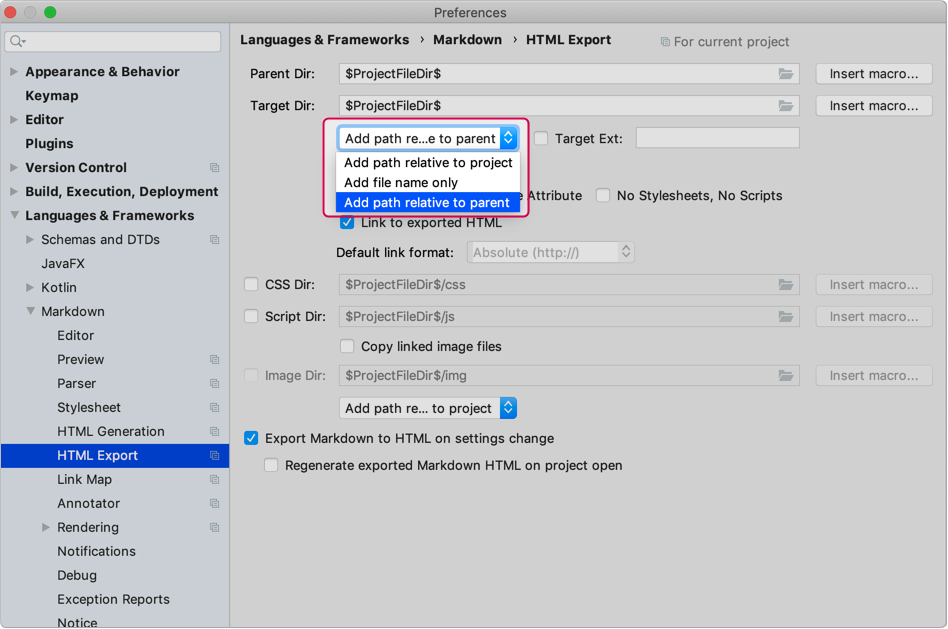 Preferences
Languages & Frameworks › Markdown › HTML Export
For current project
Appearance & Behavior
Keymap
Editor
Plugins
Version Control
Build, Execution, Deployment
Languages & Frameworks
Schemas and DTDs
JavaFX
Kotlin
Markdown
Editor
Preview
Parser
Stylesheet
HTML Generation
HTML Export
Link Map
Annotator
Rendering
Notifications
Debug
Exception Reports
Notice
Parent Dir: $ProjectFileDir$ Insert macro...
Target Dir: $ProjectFileDir$ Insert macro...
Add path re...e to parent Target Ext:
Add path relative to project
Add file name only
Add path relative to parent
Attribute No Stylesheets, No Scripts
Link to exported HTML
Default link format: Absolute (http://)
CSS Dir: $ProjectFileDir$/css Insert macro...
Script Dir: $ProjectFileDir$/js Insert macro...
Copy linked image files
Image Dir: $ProjectFileDir$/img Insert macro...
Add path re... to project
Export Markdown to HTML on settings change
Regenerate exported Markdown HTML on project open